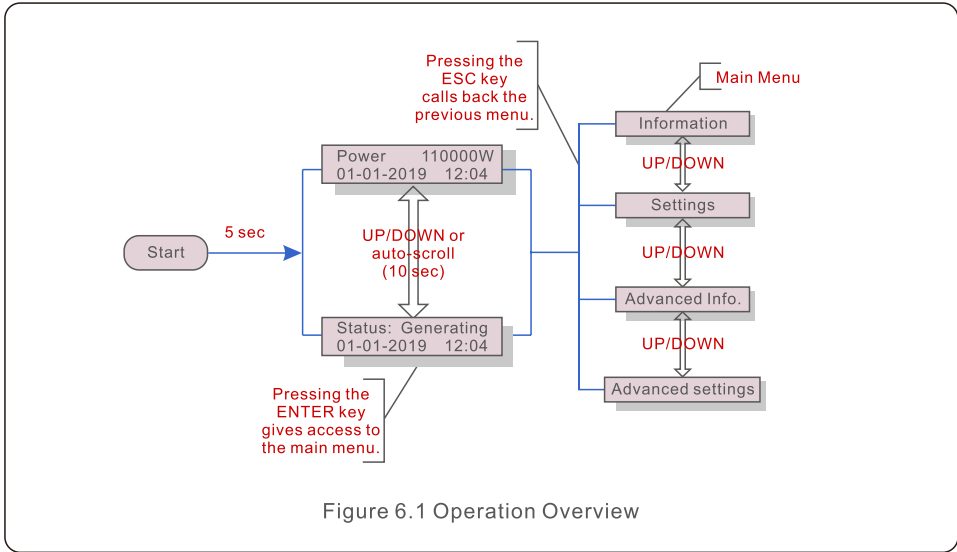 Pressing the
ESC key
calls back the
previous menu.
Main Menu
Information
UP/DOWN
Settings
UP/DOWN
Advanced Info.
UP/DOWN
Advanced settings
Power 110000W
01-01-2019 12:04
UP/DOWN or
auto-scroll
(10 sec)
Start
5 sec
Status: Generating
01-01-2019 12:04
Pressing the
ENTER key
gives access to
the main menu.
Figure 6.1 Operation Overview